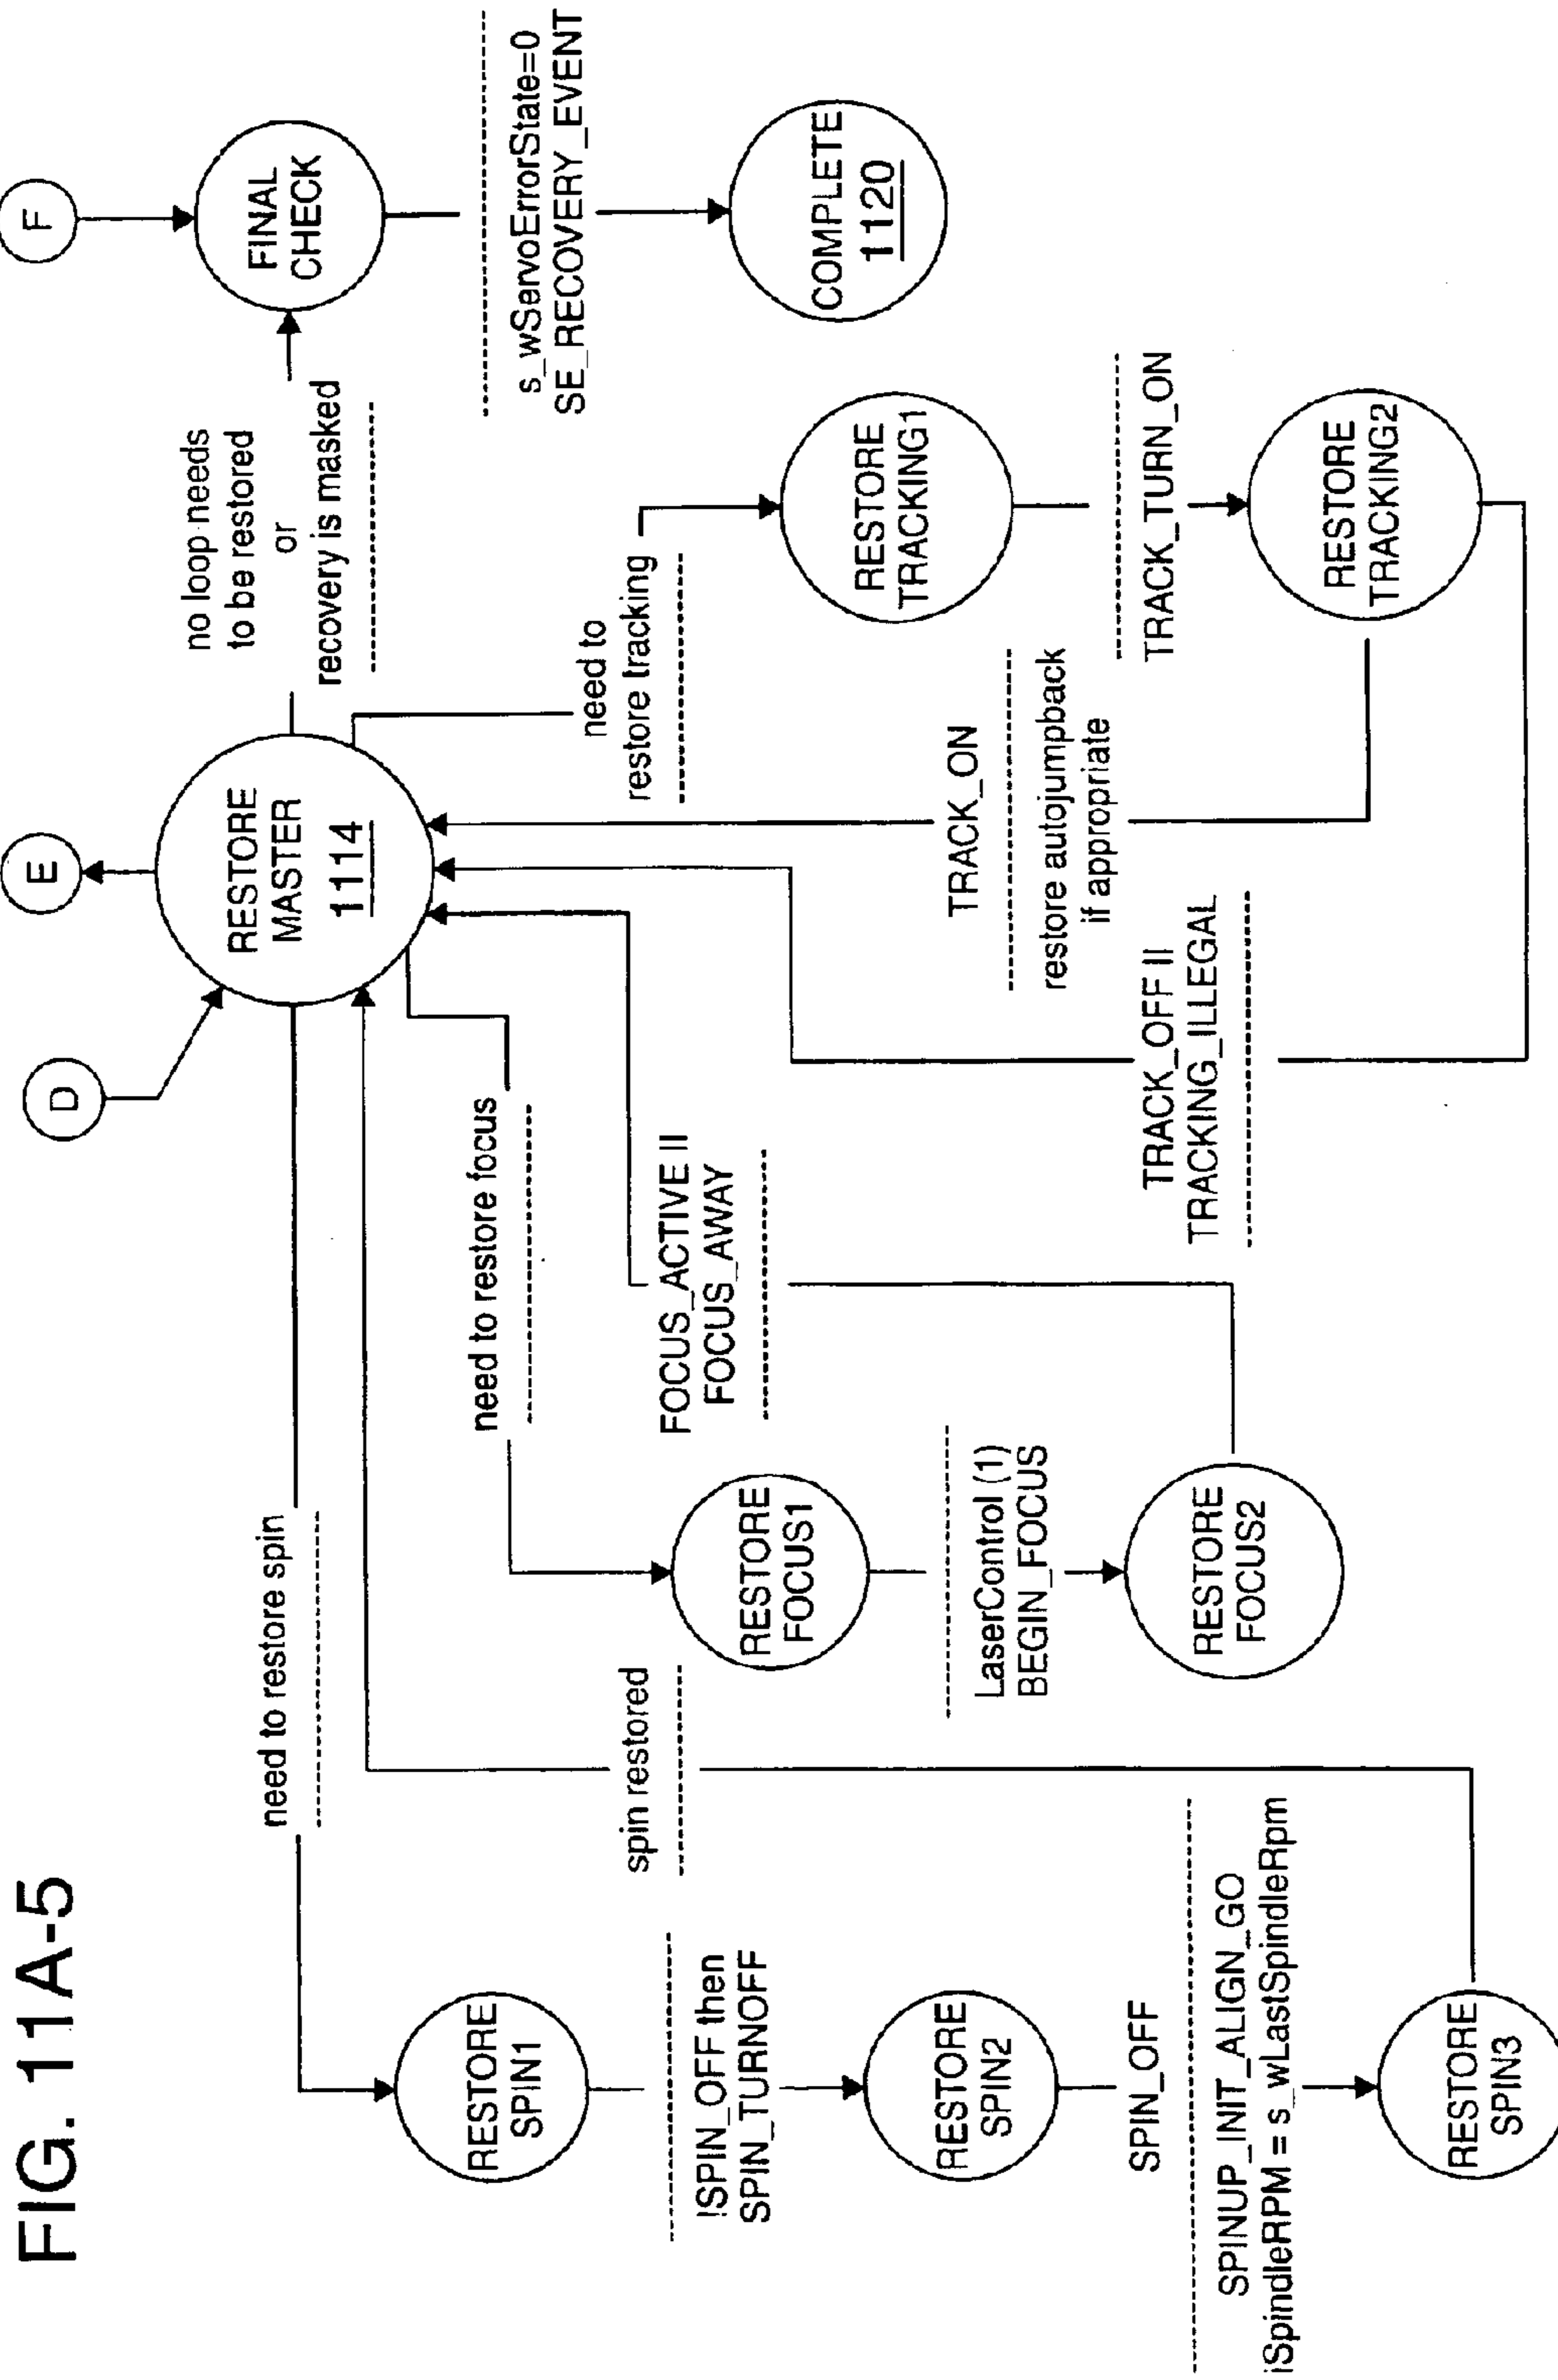 FIG. 11A-5
D
E
F
RESTORE
MASTER
1114
need to restore spin
no loop needs
to be restored
or
recovery is masked
FINAL
CHECK
s_wServoErrorState=0
SE_RECOVERY_EVENT
COMPLETE
1120
need to restore focus
need to
restore tracking
RESTORE
SPIN1
!SPIN_OFF then
SPIN_TURNOFF
RESTORE
SPIN2
SPIN_OFF
SPINUP_INIT_ALIGN_GO
iSpindleRPM = s_wLastSpindleRpm
RESTORE
SPIN3
spin restored
RESTORE
FOCUS1
LaserControl (1)
BEGIN_FOCUS
RESTORE
FOCUS2
FOCUS_ACTIVE II
FOCUS_AWAY
RESTORE
TRACKING1
TRACK_TURN_ON
RESTORE
TRACKING2
TRACK_ON
restore autojumpback
if appropriate
TRACK_OFF II
TRACKING_ILLEGAL